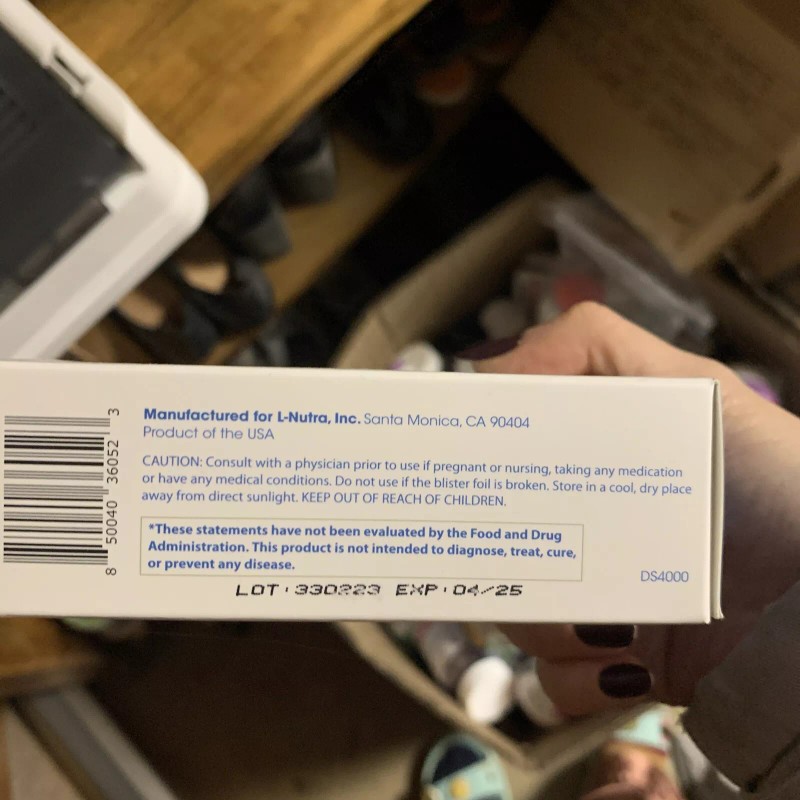 Manufactured for L-Nutra, Inc. Santa Monica, CA 90404
Product of the USA
CAUTION: Consult with a physician prior to use if pregnant or nursing, taking any medication
or have any medical conditions. Do not use if the blister foil is broken. Store in a cool, dry place
away from direct sunlight. KEEP OUT OF REACH OF CHILDREN.
*These statements have not been evaluated by the Food and Drug
Administration. This product is not intended to diagnose, treat, cure,
or prevent any disease.
DS4000
LOT: 330223 EXP: 04/25
8 50040 36052 3